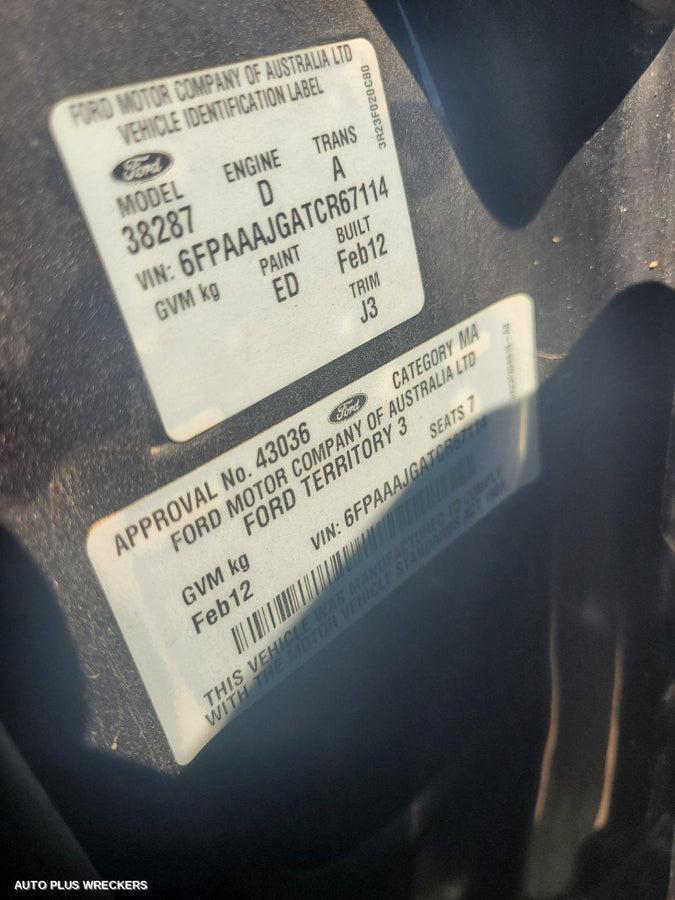 FORD MOTOR COMPANY OF AUSTRALIA LTD
VEHICLE IDENTIFICATION LABEL
3R23F020C80
Ford
MODEL ENGINE TRANS
38287 D A
VIN: 6FPAAAJGATCR67114
GVM kg PAINT BUILT
ED Feb12
TRIM
J3
APPROVAL No. 43036 Ford CATEGORY MA
FORD MOTOR COMPANY OF AUSTRALIA LTD
FORD TERRITORY 3 SEATS 7
VIN: 6FPAAAJGATCR67114
GVM kg
Feb12
THIS VEHICLE WAS MANUFACTURED TO COMPLY
WITH THE MOTOR VEHICLE STANDARDS ACT 1989
AUTO PLUS WRECKERS